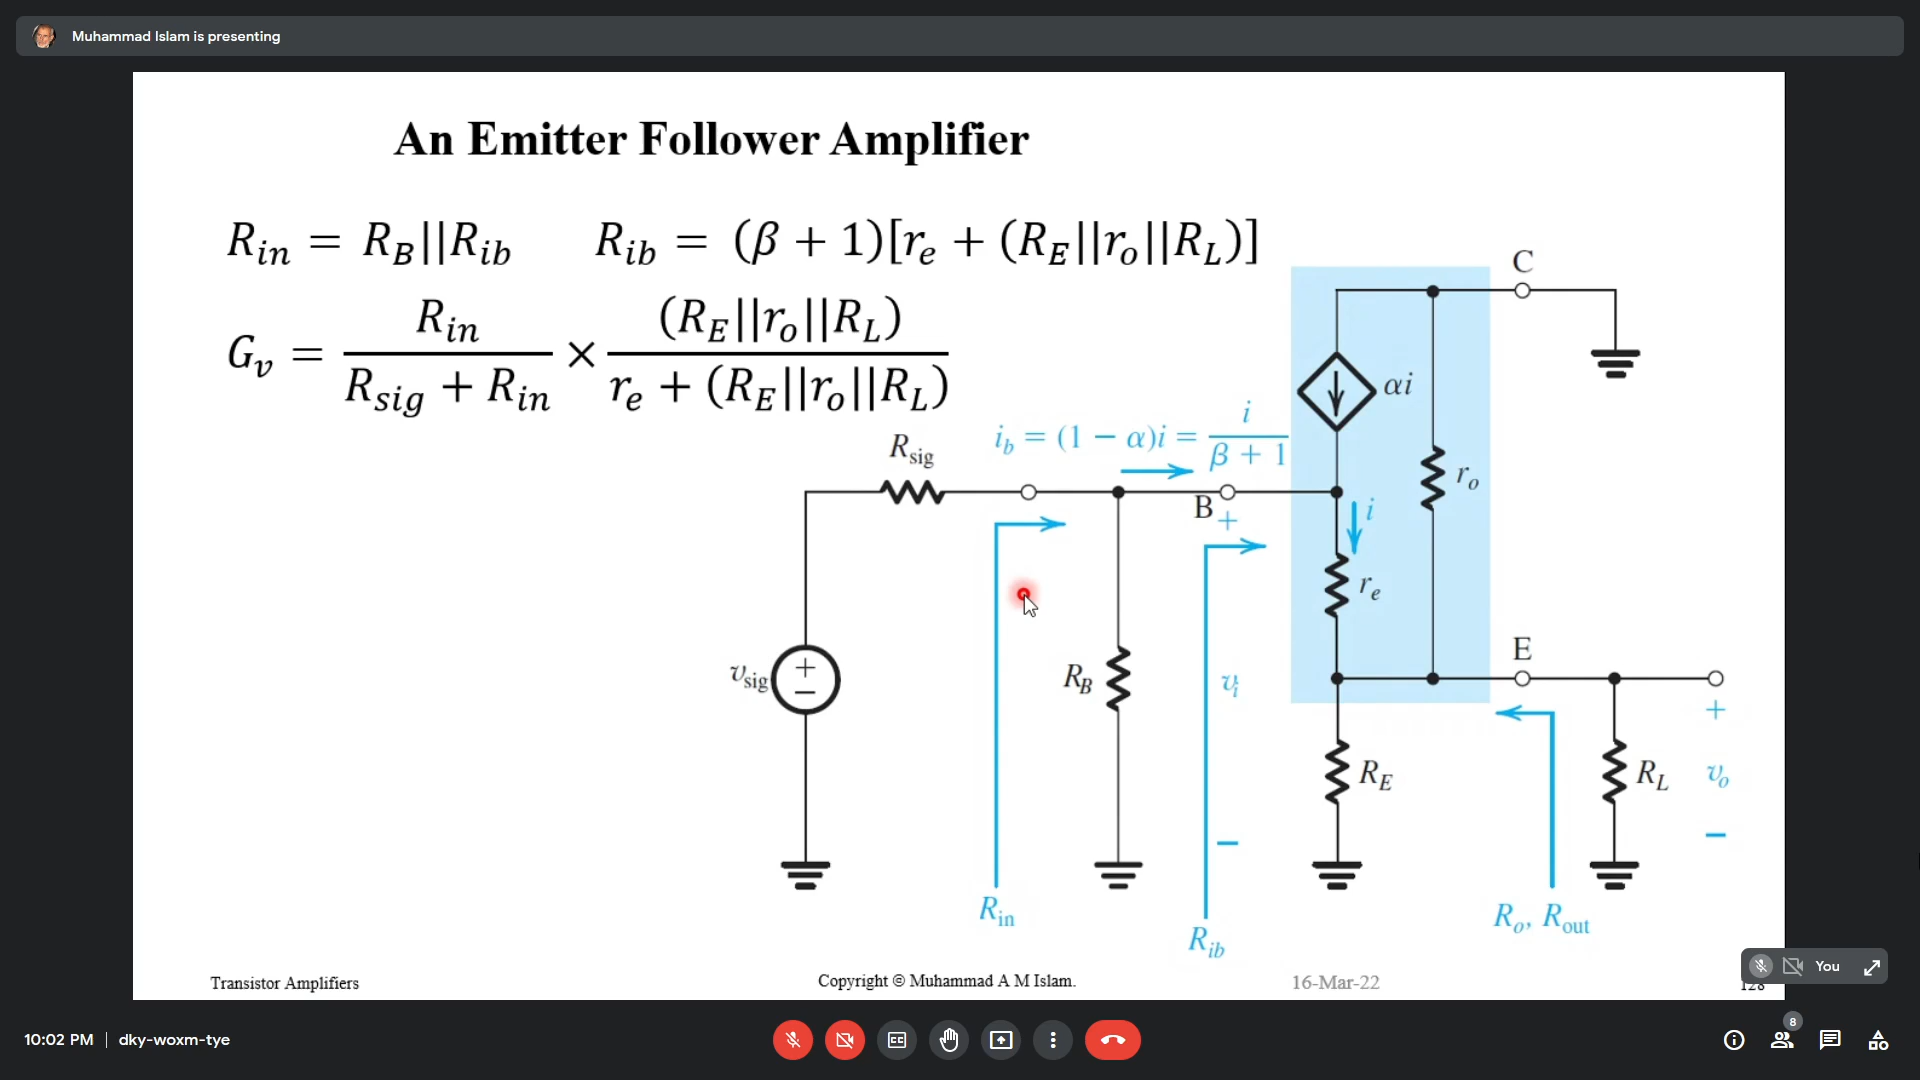 Muhammad Islam is presenting
An Emitter Follower Amplifier
R_in = R_B||R_ib R_ib = (β + 1)[r_e + (R_E||r_o||R_L)]
G_v = R_in / (R_sig + R_in) × (R_E||r_o||R_L) / (r_e + (R_E||r_o||R_L))
C
αi
r_o
R_sig
i_b = (1 − α)i = i / (β + 1)
B
+
i
r_e
v_sig
+
−
R_B
v_i
−
E
+
R_E
R_L
v_o
−
R_in
R_ib
R_o, R_out
Transistor Amplifiers
Copyright © Muhammad A M Islam.
16-Mar-22
128
You
10:02 PM | dky-woxm-tye
8